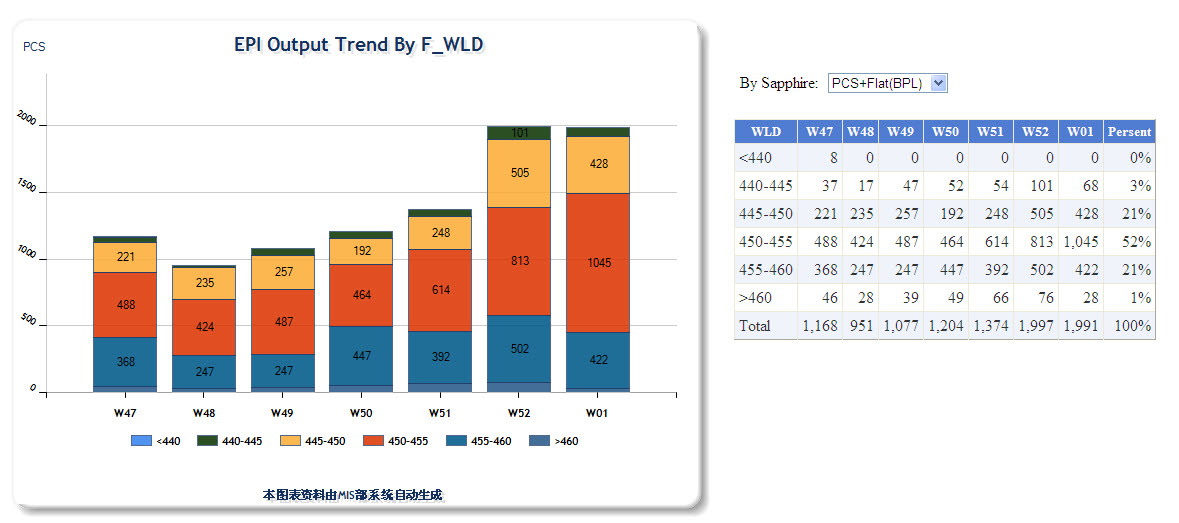 EPI Output Trend By F_WLD
PCS
2000
1500
1000
500
0
221
488
368
235
424
247
257
487
247
192
464
447
248
614
392
101
505
813
502
428
1045
422
W47 W48 W49 W50 W51 W52 W01
<440 440-445 445-450 450-455 455-460 >460
本图表资料由MIS部系统自动生成
By Sapphire: PCS+Flat(BPL)
WLD W47 W48 W49 W50 W51 W52 W01 Persent
<440 8 0 0 0 0 0 0 0%
440-445 37 17 47 52 54 101 68 3%
445-450 221 235 257 192 248 505 428 21%
450-455 488 424 487 464 614 813 1,045 52%
455-460 368 247 247 447 392 502 422 21%
>460 46 28 39 49 66 76 28 1%
Total 1,168 951 1,077 1,204 1,374 1,997 1,991 100%